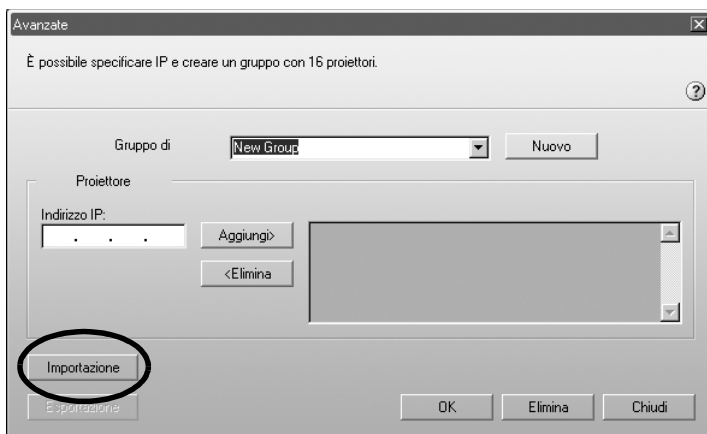 Avanzate
È possibile specificare IP e creare un gruppo con 16 proiettori.
Gruppo di New Group Nuovo
Proiettore
Indirizzo IP:
. . . Aggiungi>
<Elimina
Importazione
Esportazione OK Elimina Chiudi